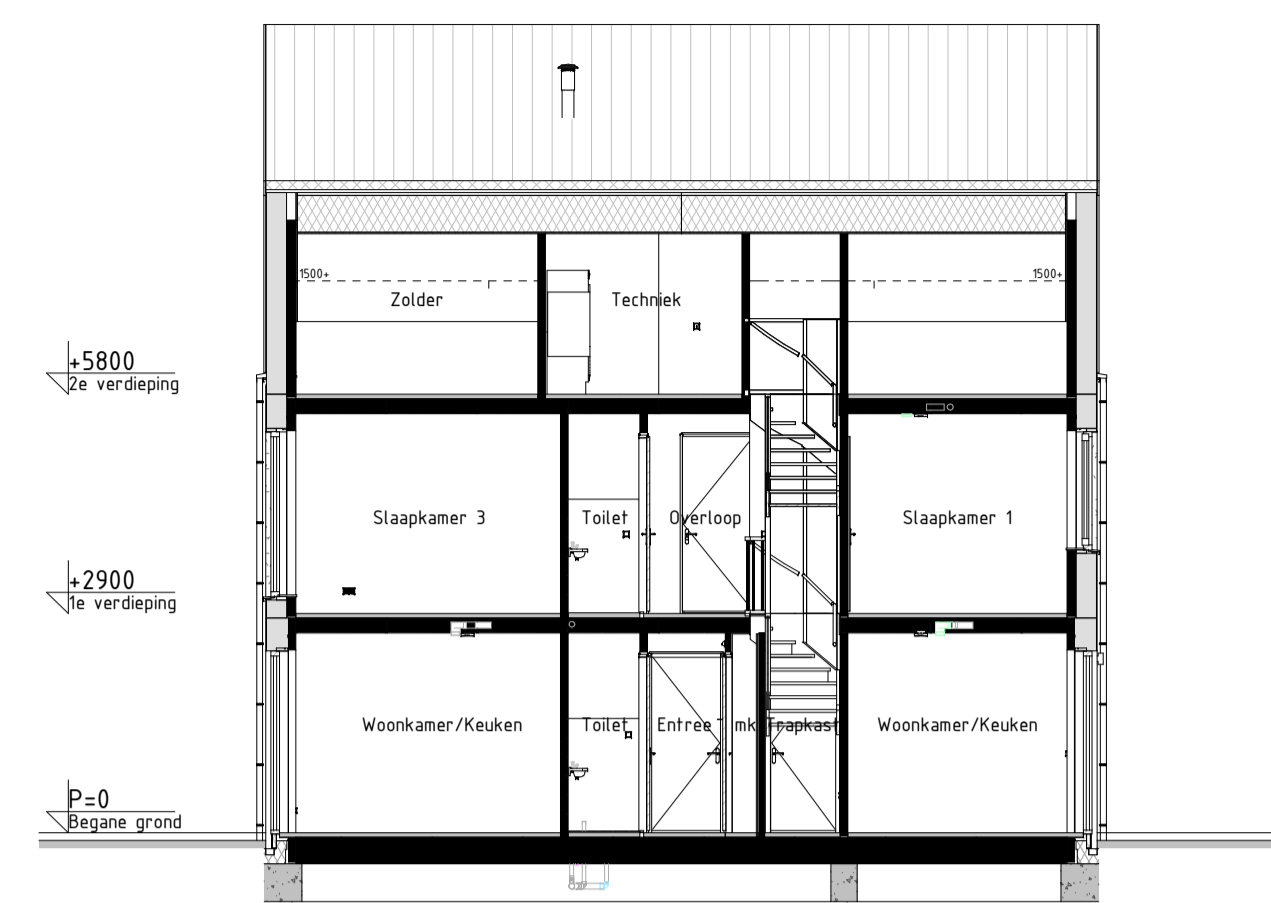 1500+
1500+
Zolder
Techniek
+5800
2e verdieping
Slaapkamer 3
Toilet
Overloop
Slaapkamer 1
+2900
1e verdieping
Woonkamer/Keuken
Toilet
Entree
mk
Trapkast
Woonkamer/Keuken
P=0
Begane grond